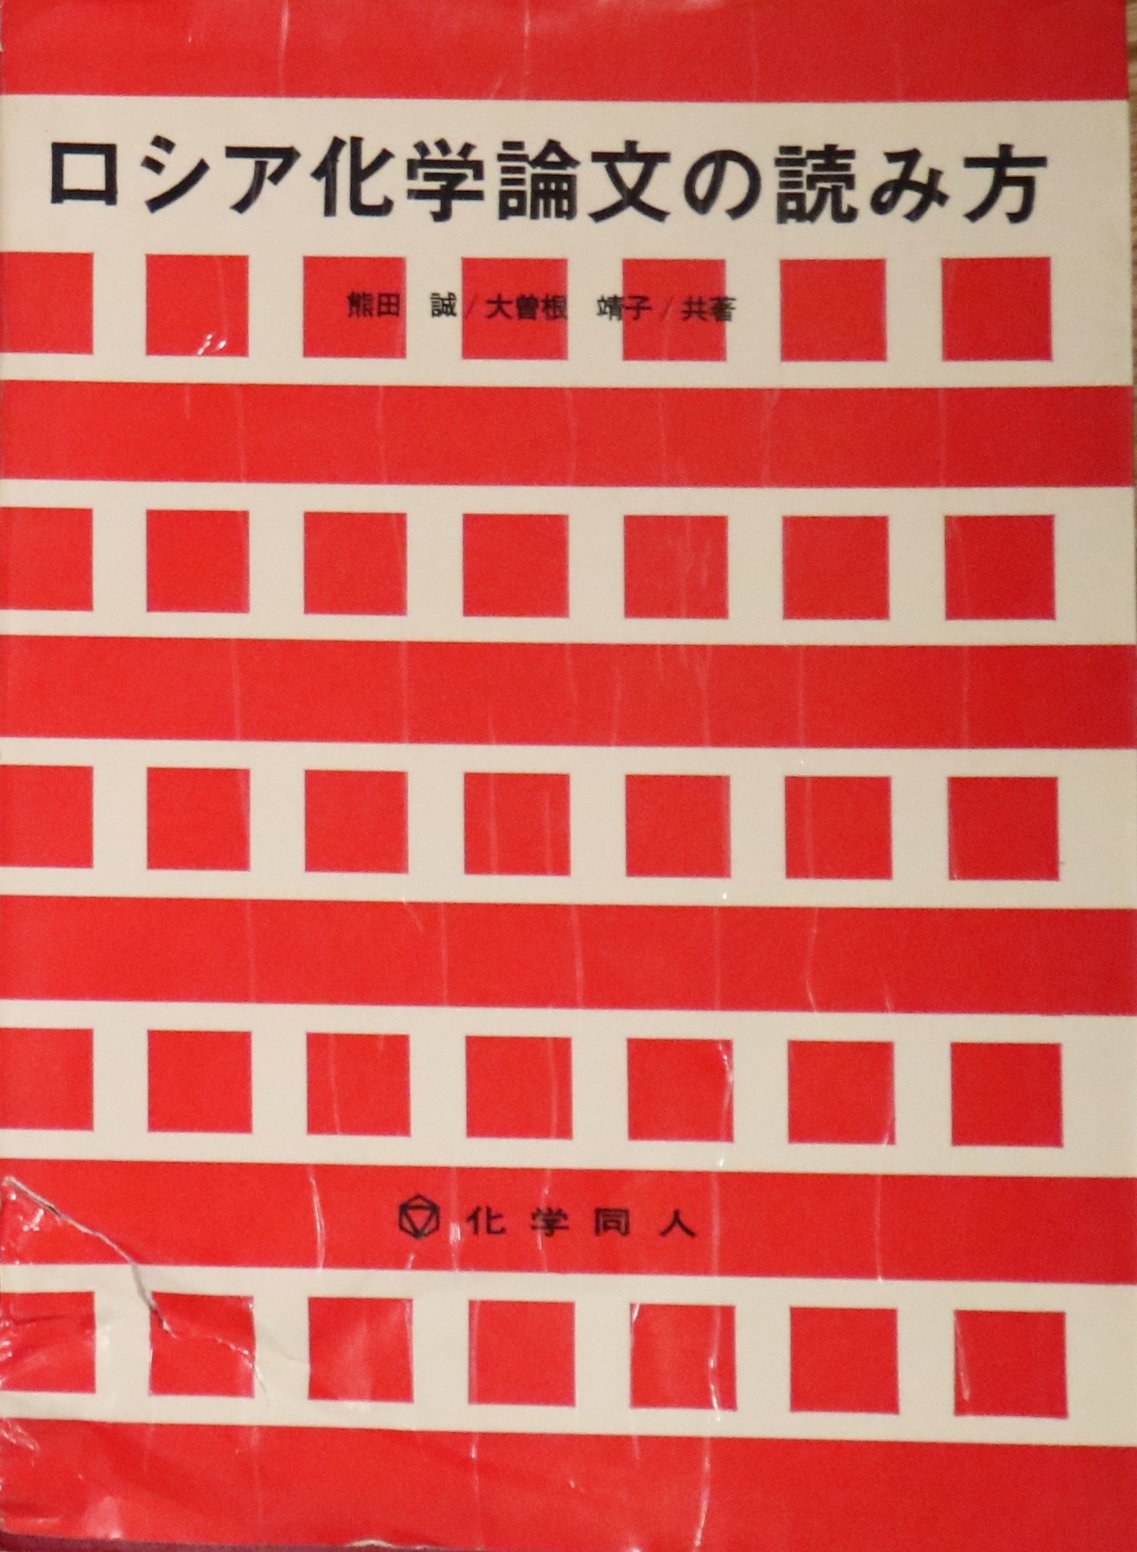 ロシア化学論文の読み方
熊田 誠/大曽根 靖子/共著
化学同人